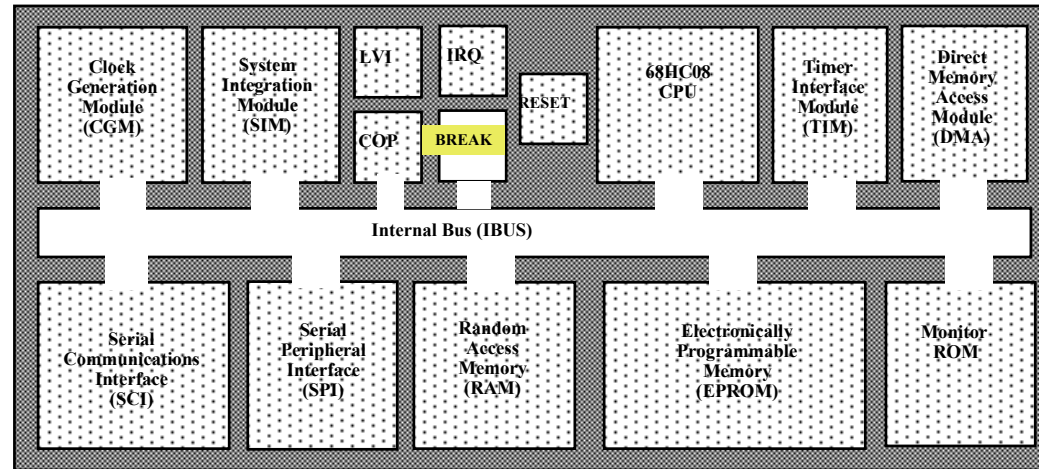 Clock
Generation
Module
(CGM)
System
Integration
Module
(SIM)
LVI
IRQ
COP
BREAK
RESET
68HC08
CPU
Timer
Interface
Module
(TIM)
Direct
Memory
Access
Module
(DMA)
Internal Bus (IBUS)
Serial
Communications
Interface
(SCI)
Serial
Peripheral
Interface
(SPI)
Random
Access
Memory
(RAM)
Electronically
Programmable
Memory
(EPROM)
Monitor
ROM